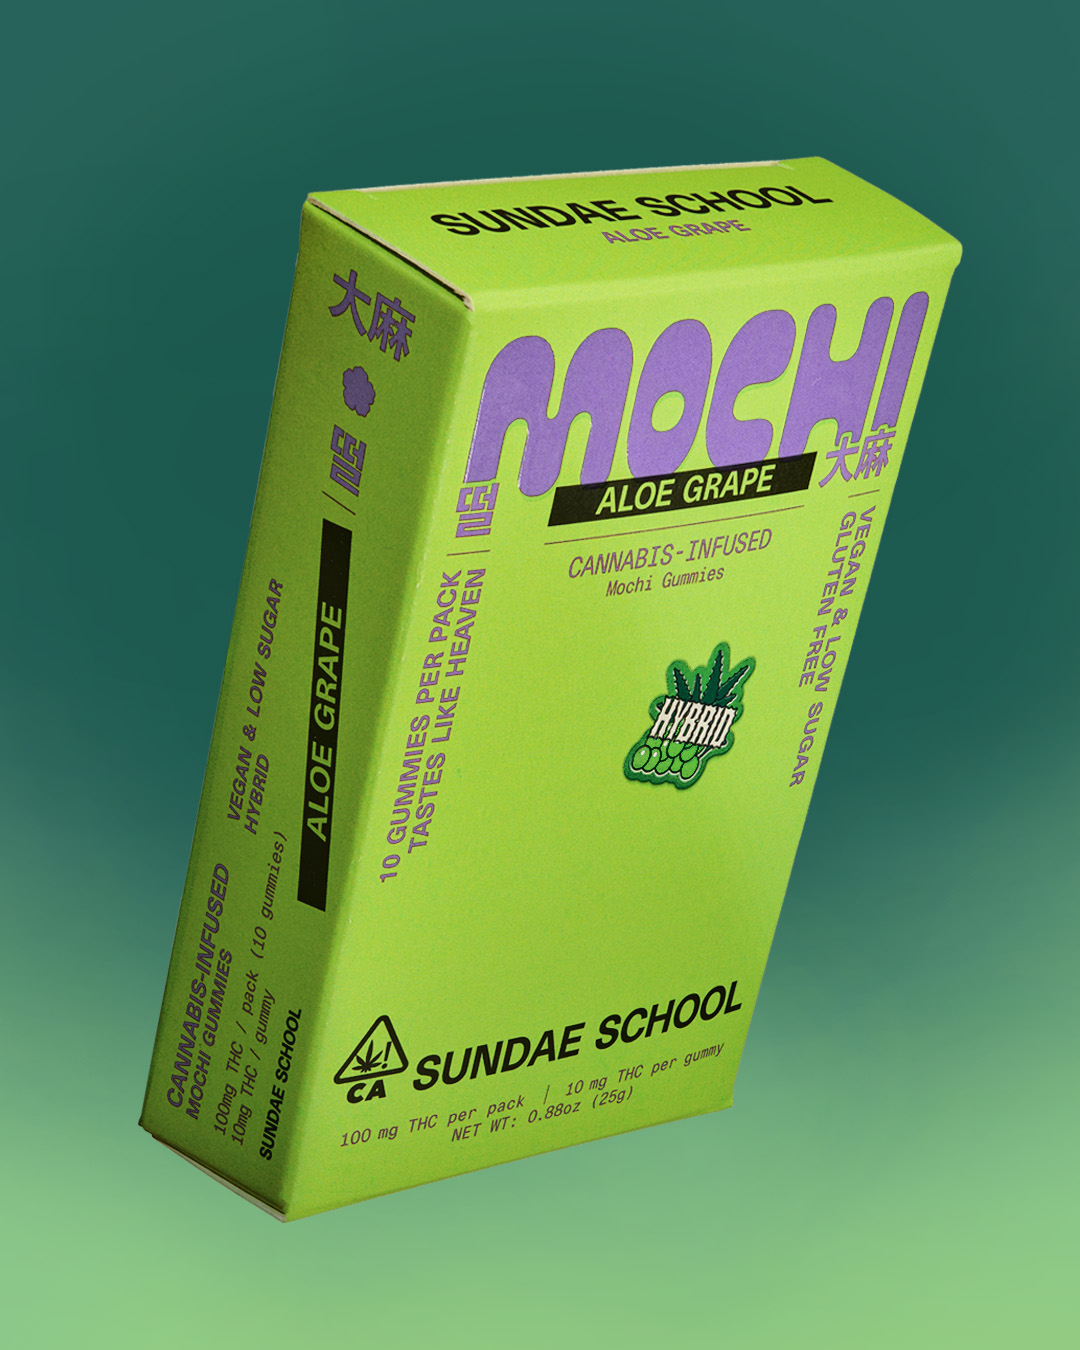 SUNDAE SCHOOL
ALOE GRAPE
MOCHI
大麻
떨
ALOE GRAPE
CANNABIS-INFUSED
Mochi Gummies
10 GUMMIES PER PACK
TASTES LIKE HEAVEN
VEGAN & LOW SUGAR
GLUTEN FREE
HYBRID
CA
SUNDAE SCHOOL
100 mg THC per pack | 10 mg THC per gummy
NET WT: 0.88oz (25g)
大麻
떨
ALOE GRAPE
VEGAN & LOW SUGAR
HYBRID
CANNABIS-INFUSED
MOCHI GUMMIES
100mg THC / pack (10 gummies)
10mg THC / gummy
SUNDAE SCHOOL